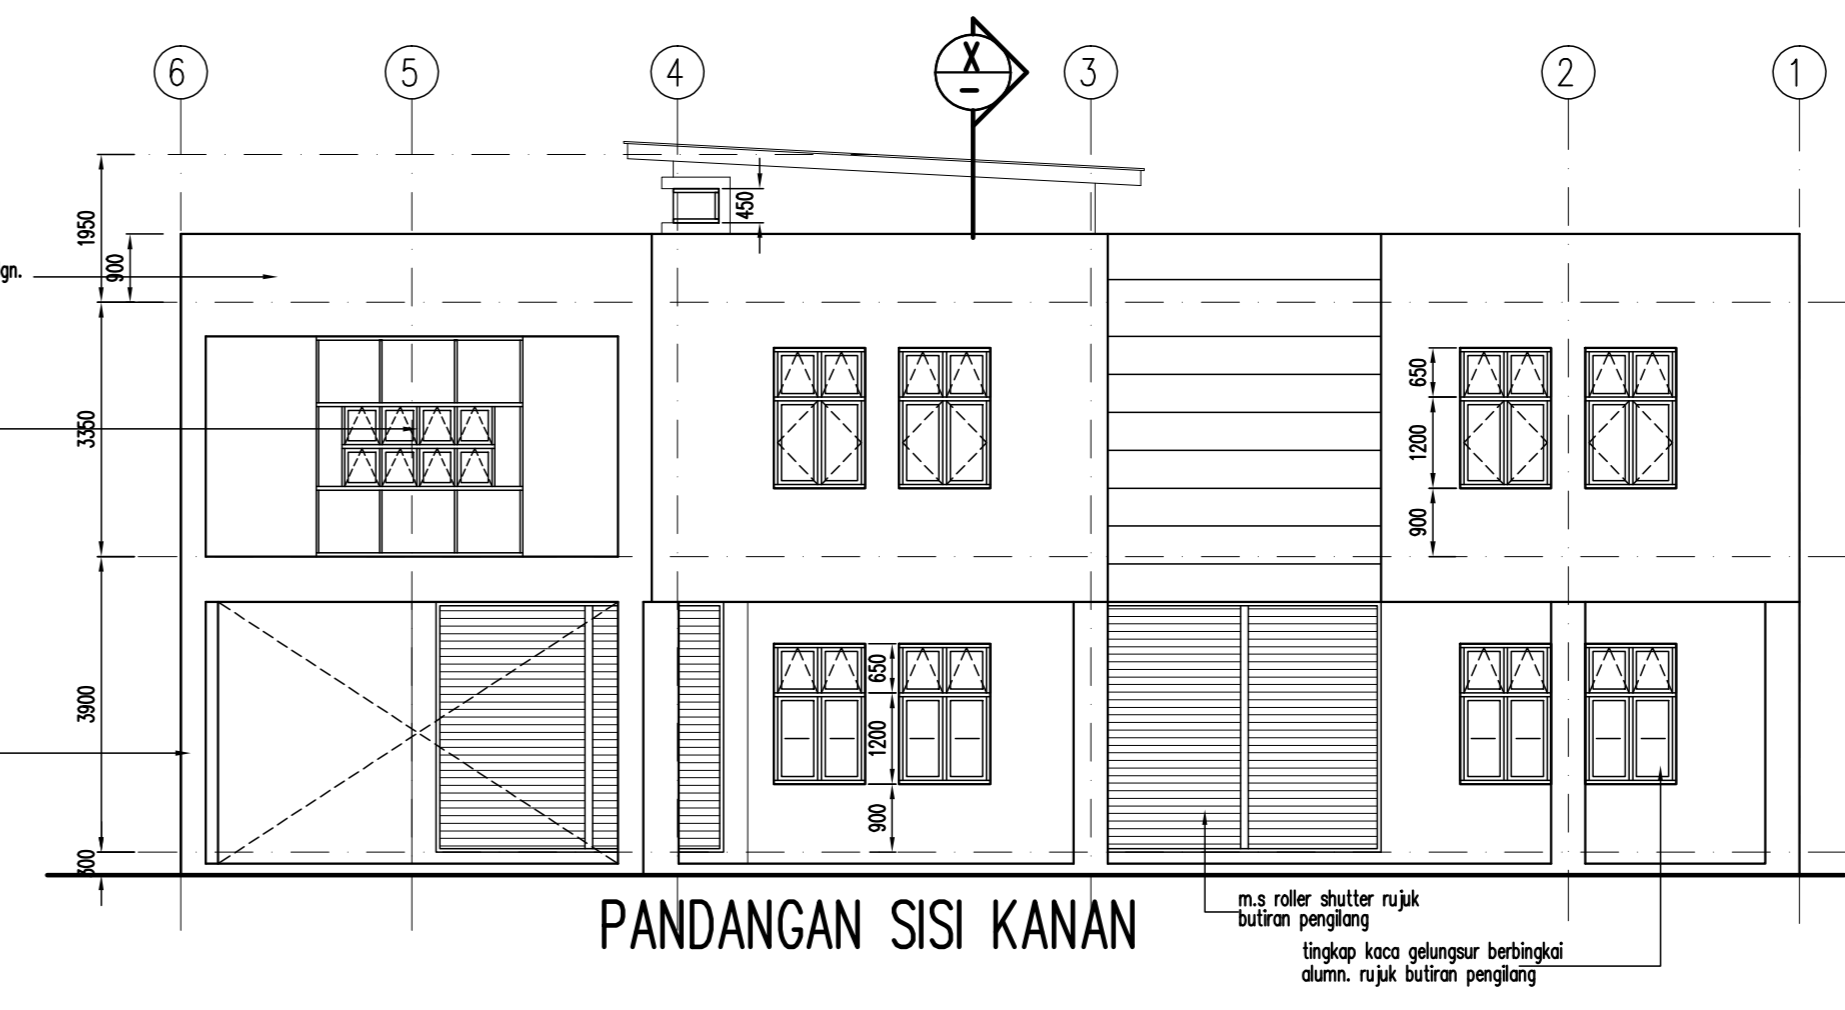 6
5
4
X
3
2
1
1950
900
450
gn.
3350
650
1200
900
3900
650
1200
900
300
m.s roller shutter rujuk
butiran pengilang
PANDANGAN SISI KANAN
tingkap kaca gelungsur berbingkai
alumn. rujuk butiran pengilang